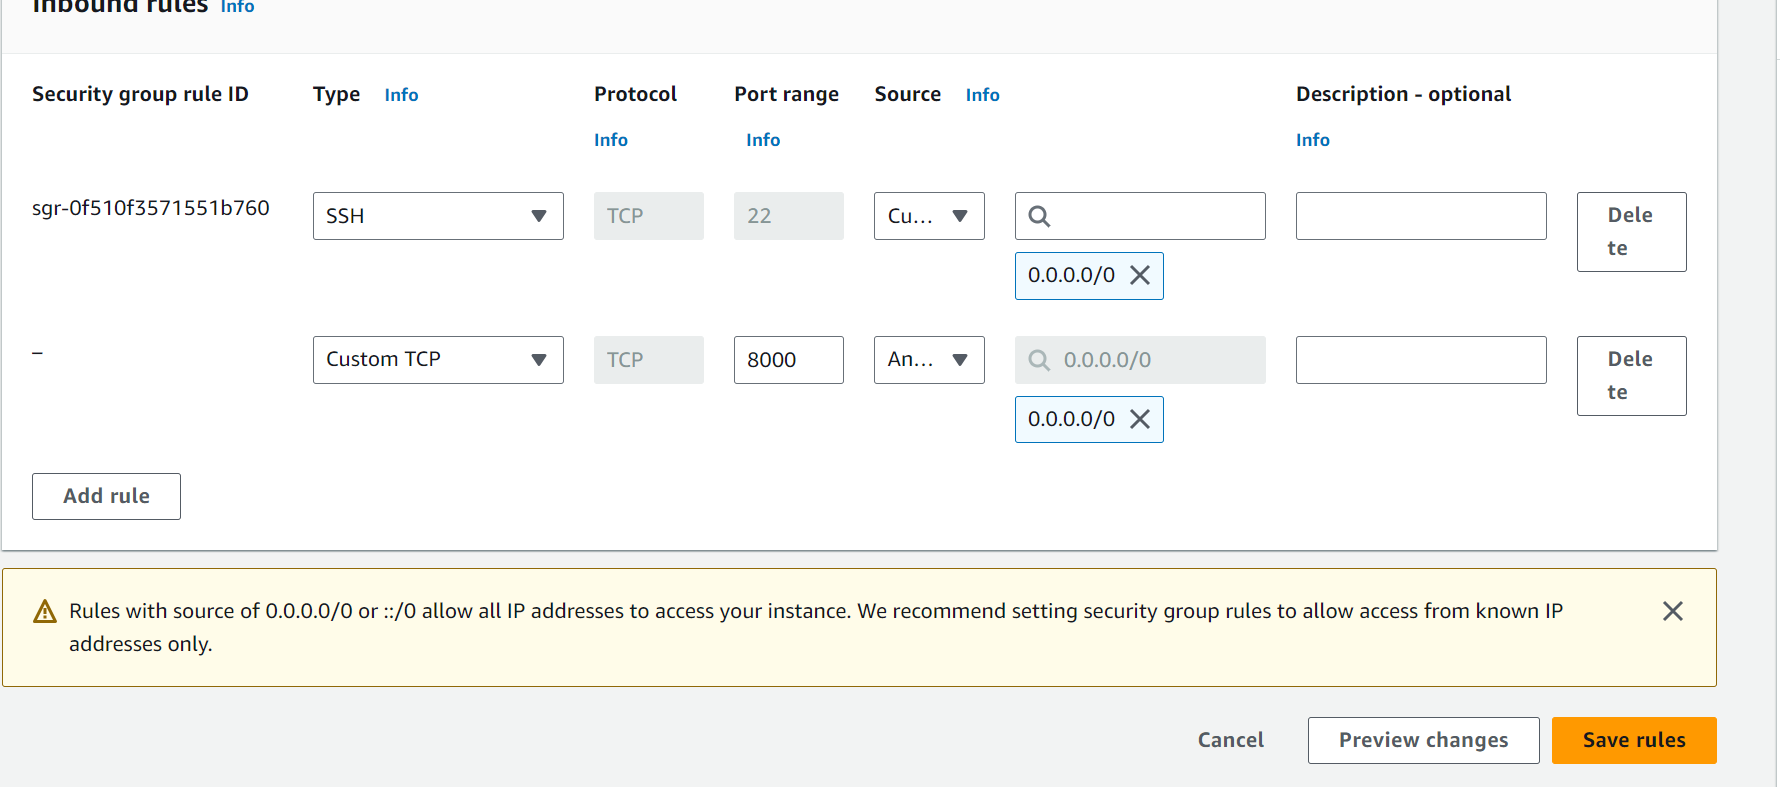 Inbound rules Info
Security group rule ID Type Info Protocol Port range Source Info Description - optional
Info Info Info
sgr-0f510f3571551b760 SSH TCP 22 Cu... Dele
te
0.0.0.0/0
– Custom TCP TCP 8000 An... 0.0.0.0/0 Dele
te
0.0.0.0/0
Add rule
Rules with source of 0.0.0.0/0 or ::/0 allow all IP addresses to access your instance. We recommend setting security group rules to allow access from known IP
addresses only.
Cancel Preview changes Save rules